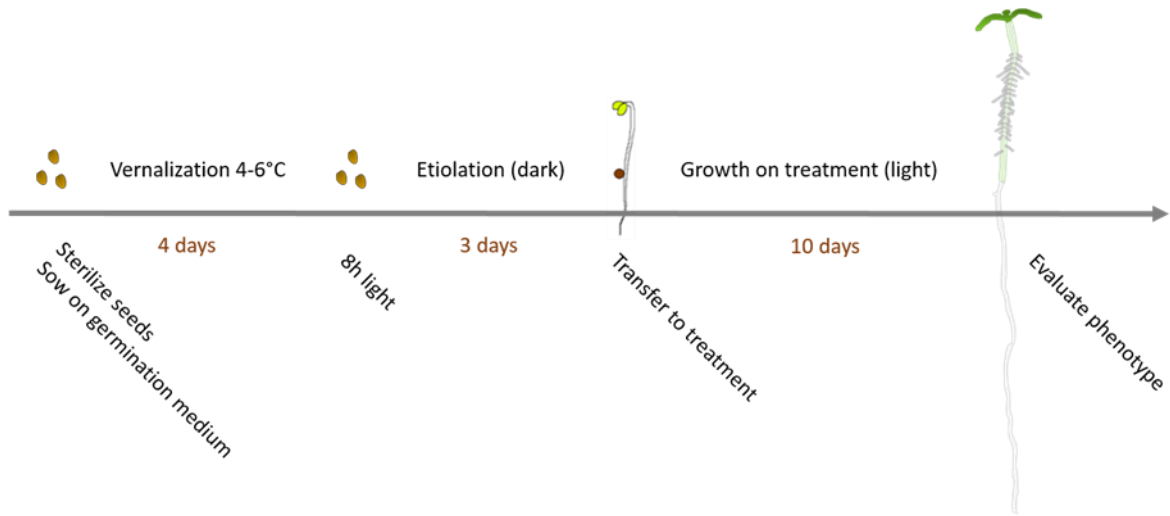 Vernalization 4-6°C
Etiolation (dark)
Growth on treatment (light)
4 days
3 days
10 days
Sterilize seeds
Sow on germination medium
8h light
Transfer to treatment
Evaluate phenotype